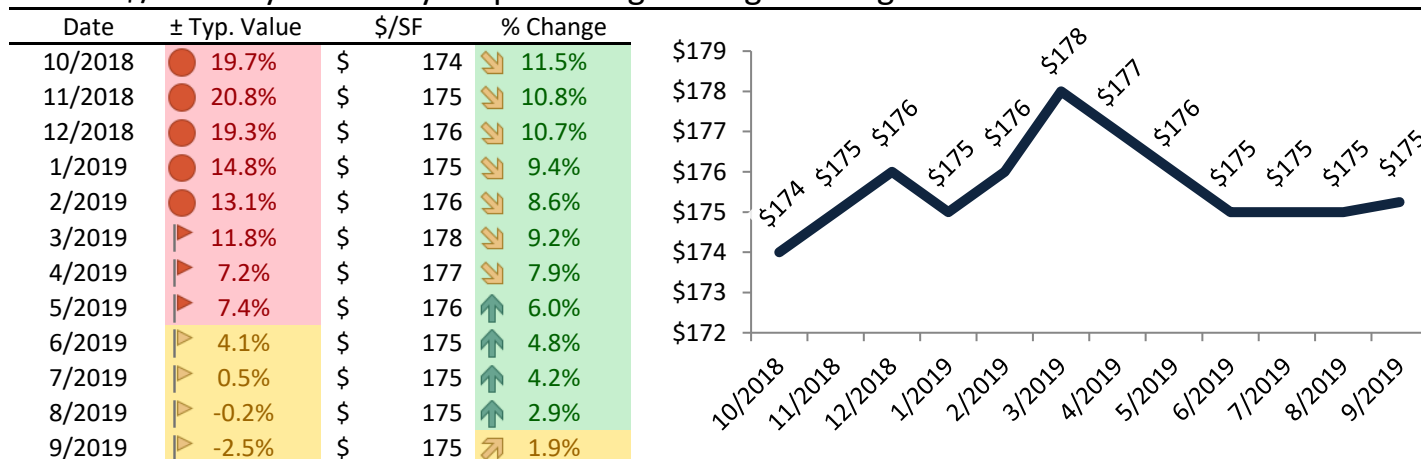 Date ± Typ. Value $/SF % Change
10/2018 19.7% $ 174 11.5%
11/2018 20.8% $ 175 10.8%
12/2018 19.3% $ 176 10.7%
1/2019 14.8% $ 175 9.4%
2/2019 13.1% $ 176 8.6%
3/2019 11.8% $ 178 9.2%
4/2019 7.2% $ 177 7.9%
5/2019 7.4% $ 176 6.0%
6/2019 4.1% $ 175 4.8%
7/2019 0.5% $ 175 4.2%
8/2019 -0.2% $ 175 2.9%
9/2019 -2.5% $ 175 1.9%
$179
$178
$177
$176
$175
$174
$173
$172
$174
$175
$176
$175
$176
$178
$177
$176
$175
$175
$175
$175
10/2018
11/2018
12/2018
1/2019
2/2019
3/2019
4/2019
5/2019
6/2019
7/2019
8/2019
9/2019